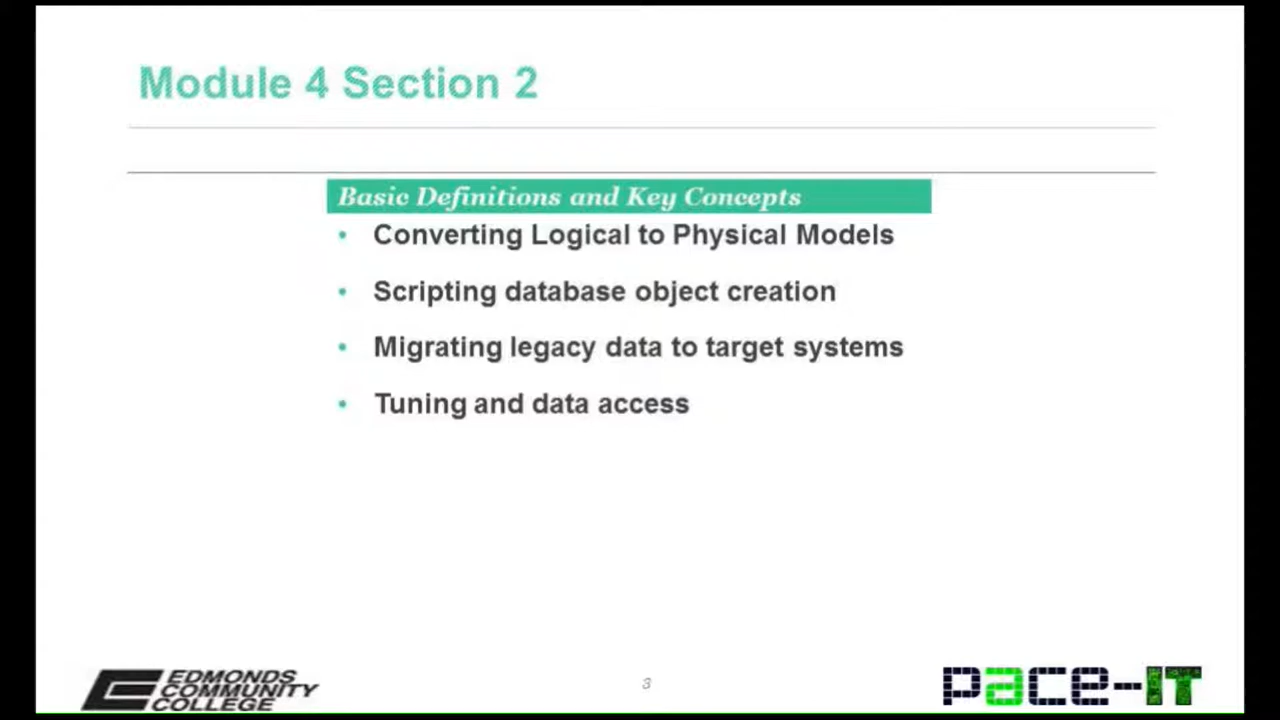 Module 4 Section 2
Basic Definitions and Key Concepts
• Converting Logical to Physical Models
• Scripting database object creation
• Migrating legacy data to target systems
• Tuning and data access
EDMONDS
COMMUNITY
COLLEGE
3
pace-IT